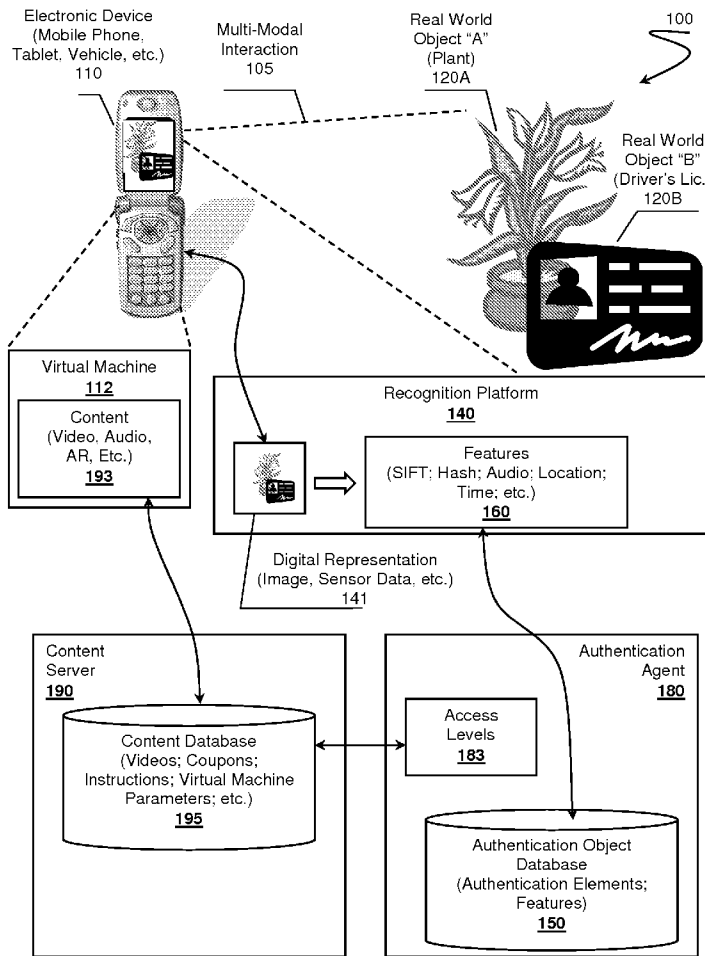 Electronic Device
(Mobile Phone,
Tablet, Vehicle, etc.)
110
Multi-Modal
Interaction
105
Real World
Object “A”
(Plant)
120A
100
Real World
Object “B”
(Driver's Lic.)
120B
Virtual Machine
112
Content
(Video, Audio,
AR, Etc.)
193
Recognition Platform
140
Features
(SIFT; Hash; Audio; Location;
Time; etc.)
160
Digital Representation
(Image, Sensor Data, etc.)
141
Content
Server
190
Content Database
(Videos; Coupons;
Instructions; Virtual Machine
Parameters; etc.)
195
Authentication
Agent
180
Access
Levels
183
Authentication Object
Database
(Authentication Elements;
Features)
150